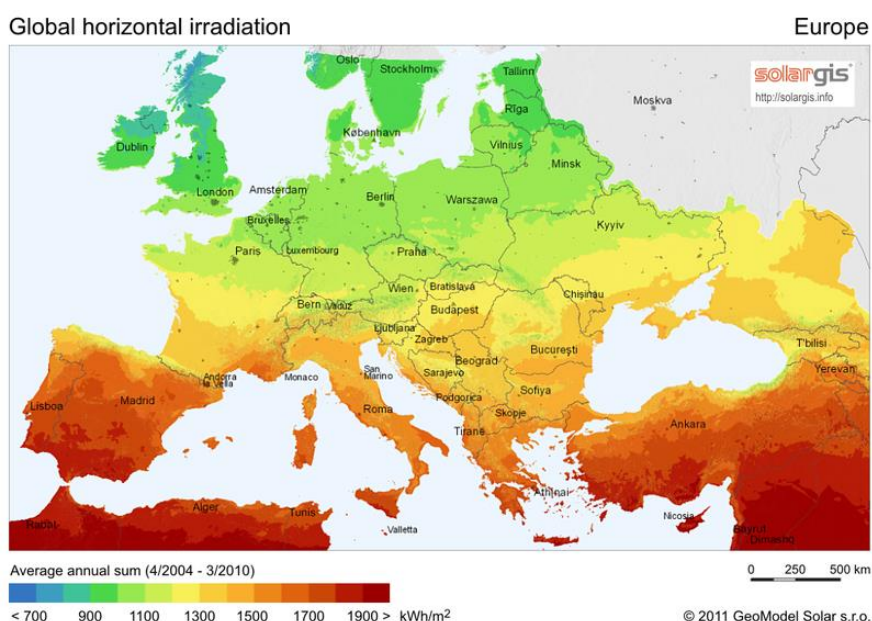 Global horizontal irradiation
Europe
solargis
http://solargis.info
Oslo
Stockholm
Tallinn
Rīga
Moskva
København
Vilnius
Minsk
Dublin
London
Amsterdam
Berlin
Warszawa
Bruxelles
Kyyiv
Paris
Luxembourg
Praha
Wien
Bratislava
Bern
Vaduz
Budapest
Chișinău
Ljubljana
Zagreb
București
T'bilisi
Beograd
Yerevan
Andorra
la Vella
Monaco
San
Marino
Sarajevo
Sofiya
Podgorica
Lisboa
Madrid
Roma
Skopje
Ankara
Tiranë
Athínai
Alger
Tunis
Nicosia
Rabat
Valletta
Bayrut
Dimashq
Average annual sum (4/2004 - 3/2010)
0 250 500 km
< 700 900 1100 1300 1500 1700 1900 > kWh/m²
© 2011 GeoModel Solar s.r.o.